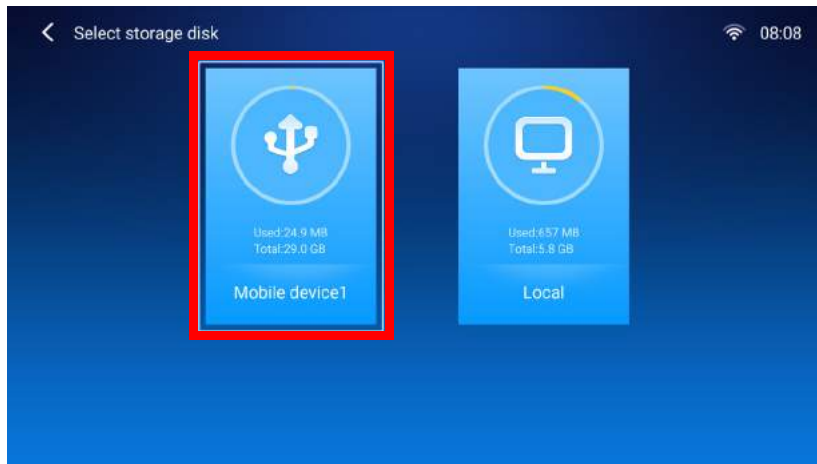 Select storage disk
08:08
Used:24.9 MB
Total:29.0 GB
Mobile device1
Used:657 MB
Total:5.8 GB
Local